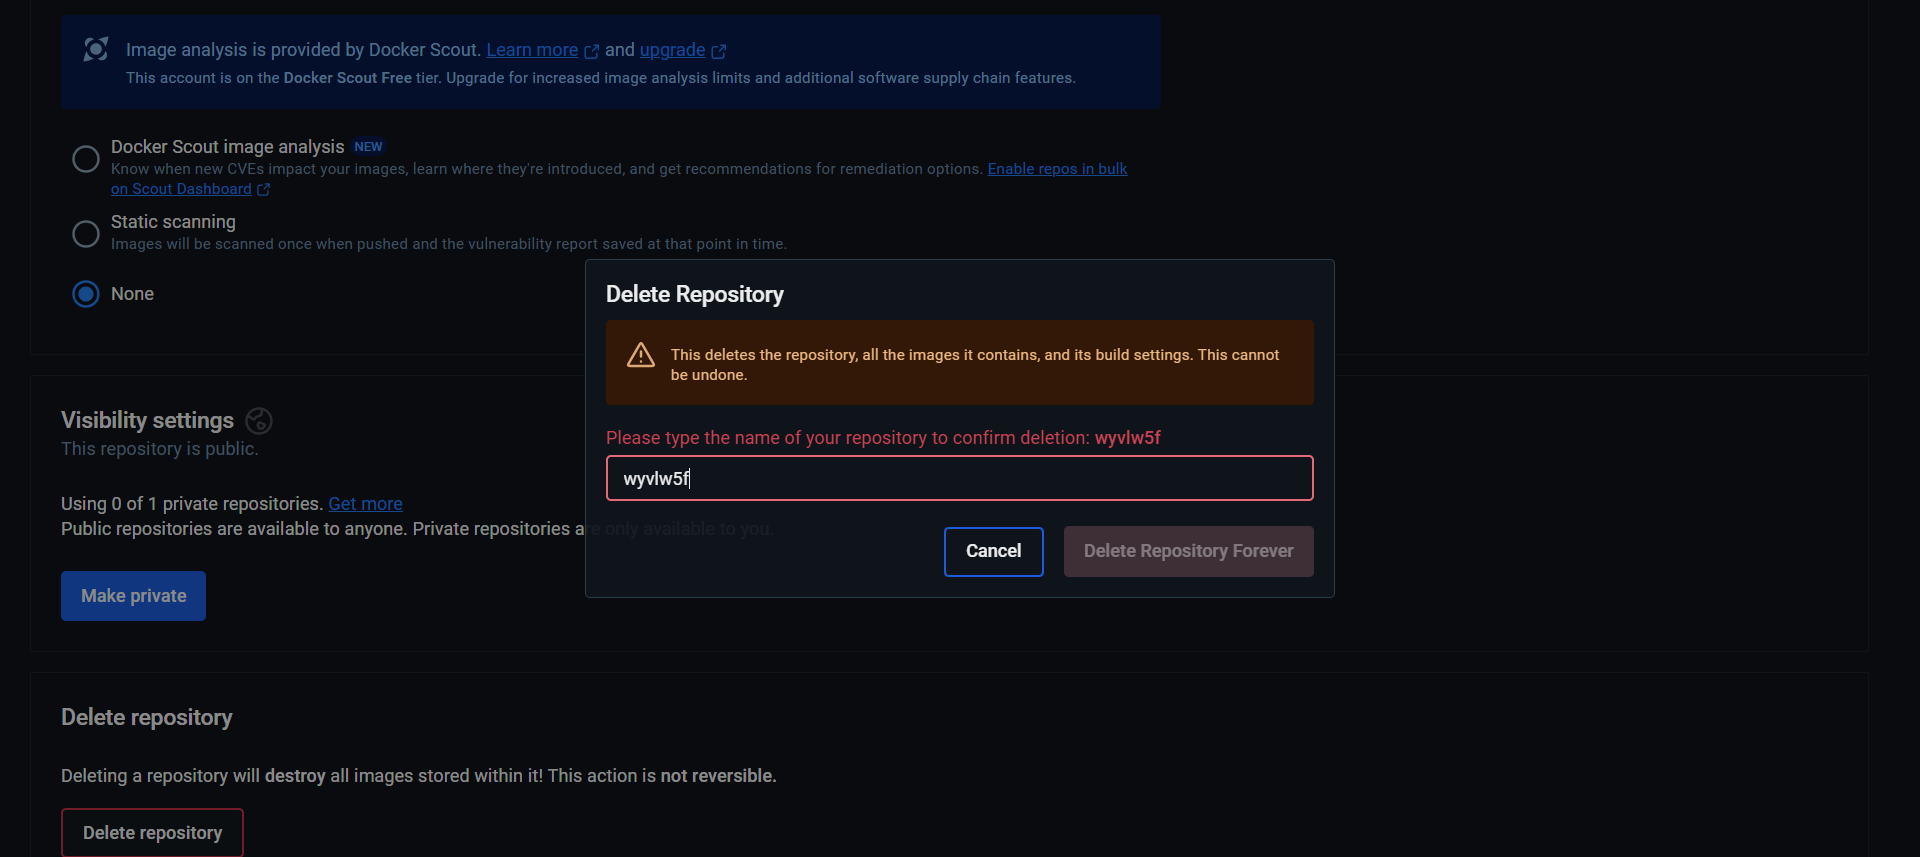 Image analysis is provided by Docker Scout. Learn more and upgrade
This account is on the Docker Scout Free tier. Upgrade for increased image analysis limits and additional software supply chain features.
Docker Scout image analysis NEW
Know when new CVEs impact your images, learn where they're introduced, and get recommendations for remediation options. Enable repos in bulk
on Scout Dashboard
Static scanning
Images will be scanned once when pushed and the vulnerability report saved at that point in time.
None
Delete Repository
This deletes the repository, all the images it contains, and its build settings. This cannot
be undone.
Please type the name of your repository to confirm deletion: wyvlw5f
wyvlw5f
Cancel
Delete Repository Forever
Visibility settings
This repository is public.
Using 0 of 1 private repositories. Get more
Public repositories are available to anyone. Private repositories are only available to you.
Make private
Delete repository
Deleting a repository will destroy all images stored within it! This action is not reversible.
Delete repository